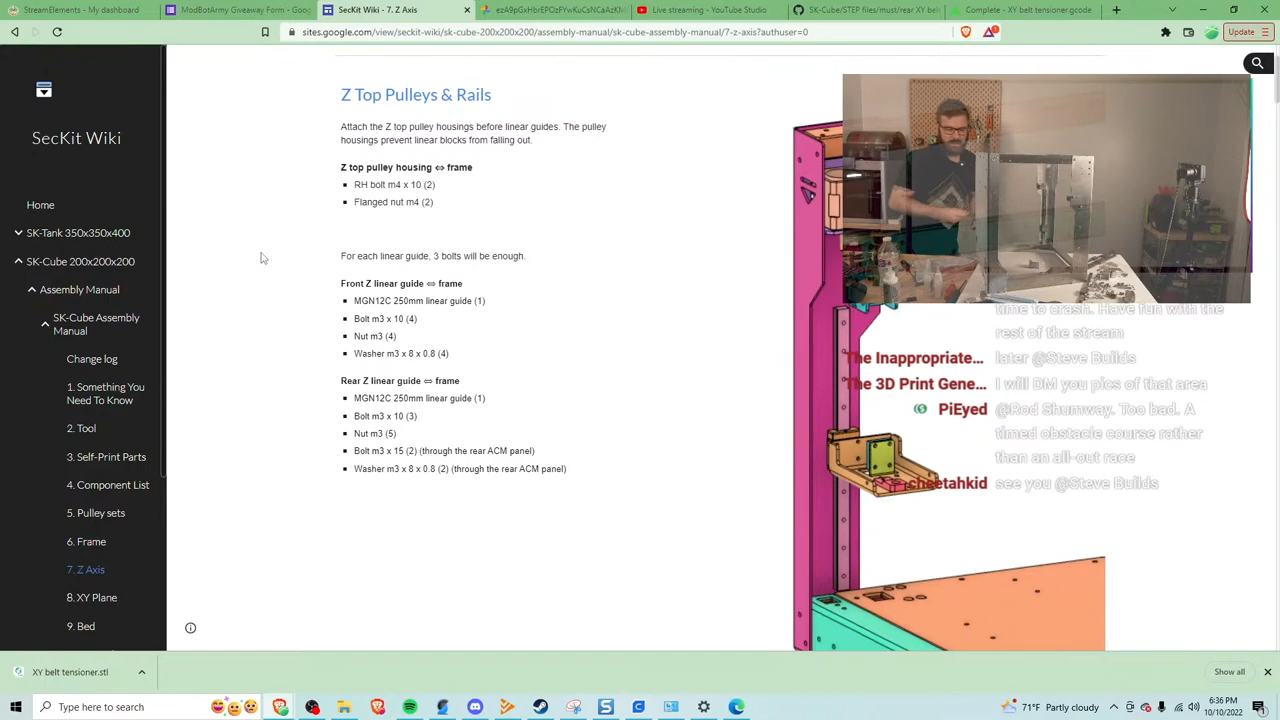 StreamElements - My dashboard
ModBotArmy Giveaway Form - Goog
SecKit Wiki - 7. Z Axis
ezA9pGxHbrEPOzFYwKuCsNCaAzKM
Live streaming - YouTube Studio
SK-Cube/STEP files/must/rear XY bel
Complete - XY belt tensioner.gcode
sites.google.com/view/seckit-wiki/sk-cube-200x200x200/assembly-manual/sk-cube-assembly-manual/7-z-axis?authuser=0
Update
SecKit Wiki
Home
SK-Tank 350x350x400
SK-Cube 200x200x200
Assembly Manual
SK-Cube Assembly
Manual
Change log
1. Something You
Need To Know
2. Tool
3. Self-Print Parts
4. Component List
5. Pulley sets
6. Frame
7. Z Axis
8. XY Plane
9. Bed
Z Top Pulleys & Rails
Attach the Z top pulley housings before linear guides. The pulley
housings prevent linear blocks from falling out.
Z top pulley housing ⇔ frame
RH bolt m4 x 10 (2)
Flanged nut m4 (2)
For each linear guide, 3 bolts will be enough.
Front Z linear guide ⇔ frame
MGN12C 250mm linear guide (1)
Bolt m3 x 10 (4)
Nut m3 (4)
Washer m3 x 8 x 0.8 (4)
Rear Z linear guide ⇔ frame
MGN12C 250mm linear guide (1)
Bolt m3 x 10 (3)
Nut m3 (5)
Bolt m3 x 15 (2) (through the rear ACM panel)
Washer m3 x 8 x 0.8 (2) (through the rear ACM panel)
time to crash. Have fun with the
rest of the stream
The Inappropriate... later @Steve Builds
The 3D Print Gene... I will DM you pics of that area
PiEyed @Rod Shumway. Too bad. A
timed obstacle course rather
than an all-out race
cheetahkid see you @Steve Builds
XY belt tensioner.stl
Show all
Type here to search
71°F Partly cloudy
6:36 PM
10/10/2022